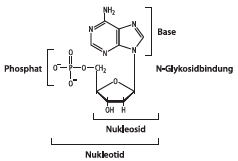 NH₂
N
N
N
N
Base
Phosphat
O
O⁻–P–O–CH₂
O⁻
N-Glykosidbindung
O
OH H
Nukleosid
Nukleotid